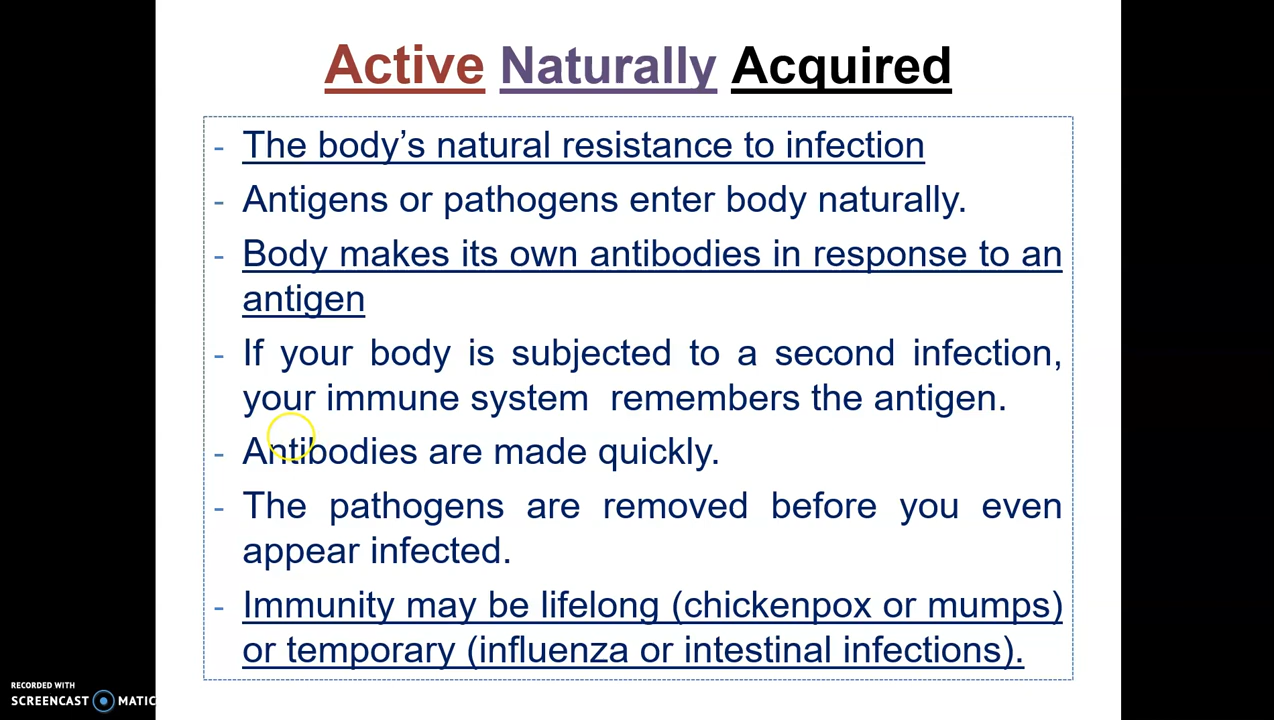 Active Naturally Acquired
- The body’s natural resistance to infection
- Antigens or pathogens enter body naturally.
- Body makes its own antibodies in response to an
antigen
- If your body is subjected to a second infection,
your immune system  remembers the antigen.
- Antibodies are made quickly.
- The pathogens are removed before you even
appear infected.
- Immunity may be lifelong (chickenpox or mumps)
or temporary (influenza or intestinal infections).
RECORDED WITH
SCREENCAST MATIC